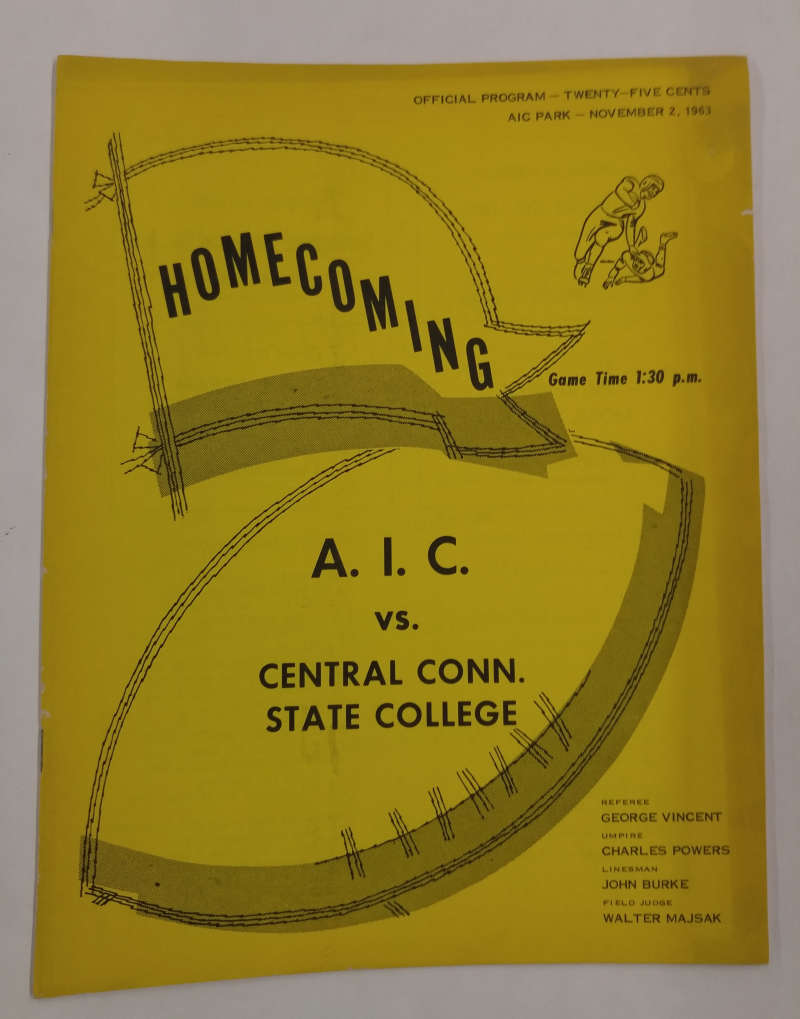 OFFICIAL PROGRAM — TWENTY-FIVE CENTS
AIC PARK — NOVEMBER 2, 1963
HOMECOMING
Game Time 1:30 p.m.
A. I. C.
vs.
CENTRAL CONN.
STATE COLLEGE
REFEREE
GEORGE VINCENT
UMPIRE
CHARLES POWERS
LINESMAN
JOHN BURKE
FIELD JUDGE
WALTER MAJSAK